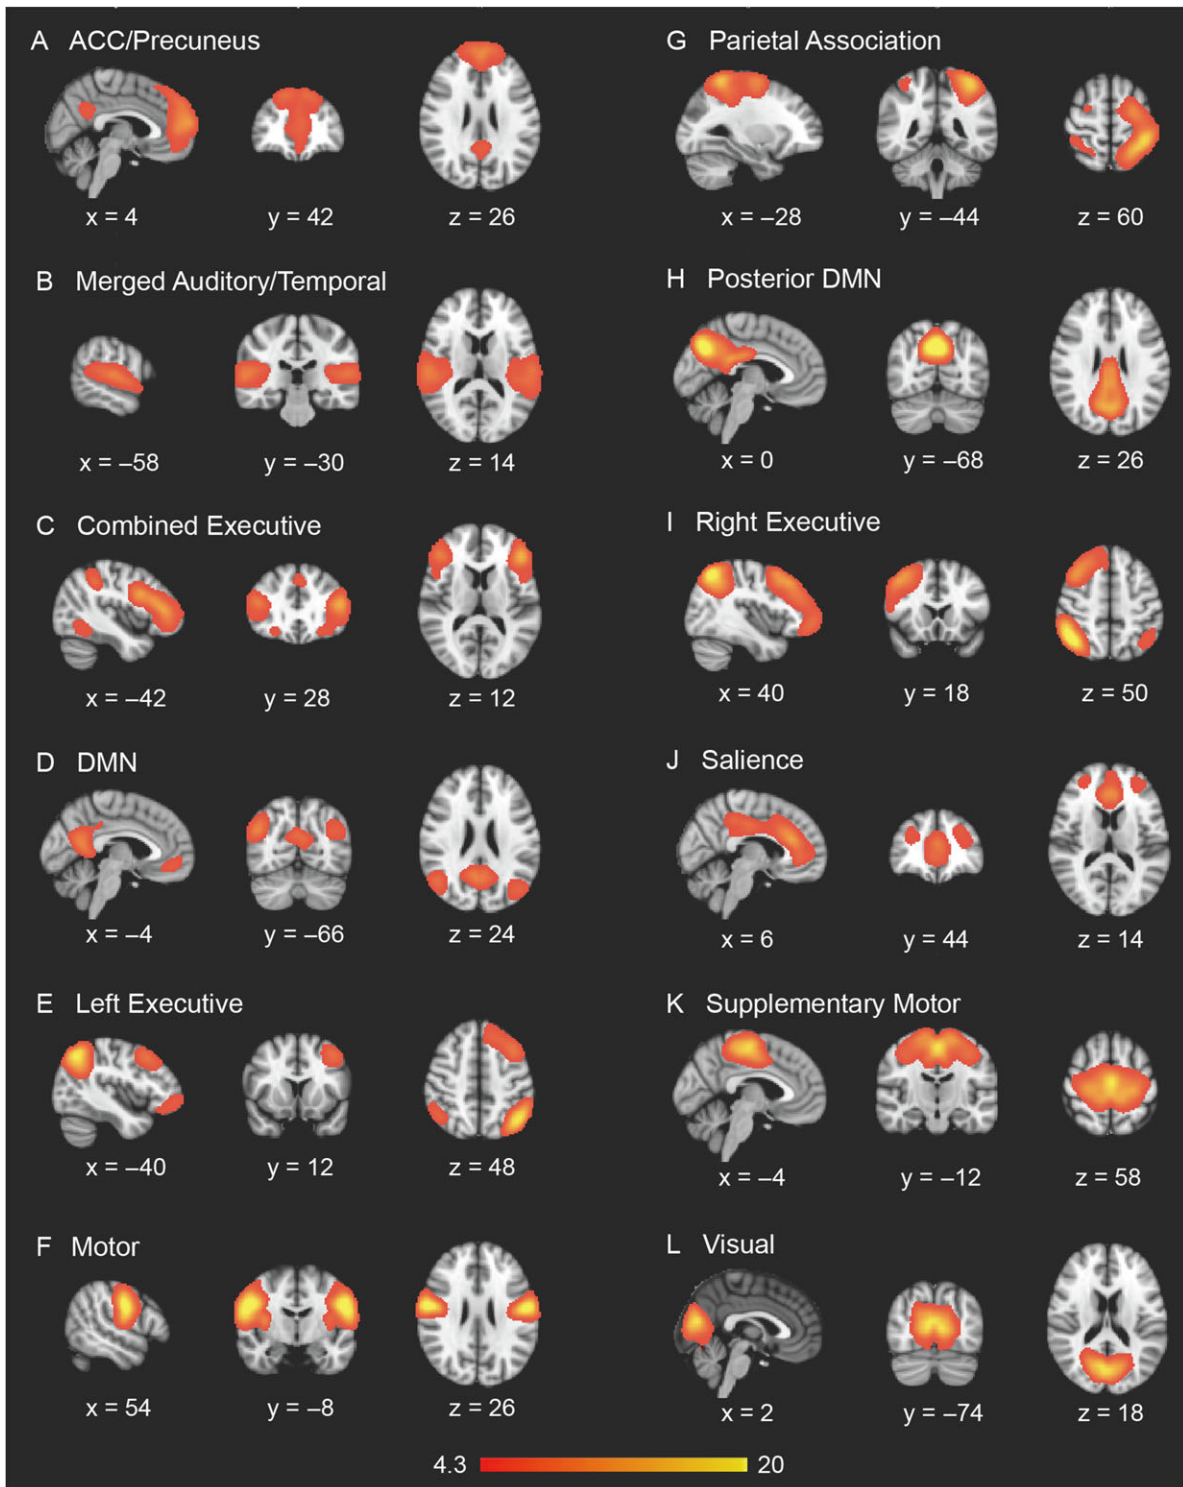 A ACC/Precuneus
x = 4 y = 42 z = 26
B Merged Auditory/Temporal
x = –58 y = –30 z = 14
C Combined Executive
x = –42 y = 28 z = 12
D DMN
x = –4 y = –66 z = 24
E Left Executive
x = –40 y = 12 z = 48
F Motor
x = 54 y = –8 z = 26
G Parietal Association
x = –28 y = –44 z = 60
H Posterior DMN
x = 0 y = –68 z = 26
I Right Executive
x = 40 y = 18 z = 50
J Salience
x = 6 y = 44 z = 14
K Supplementary Motor
x = –4 y = –12 z = 58
L Visual
x = 2 y = –74 z = 18
4.3 20